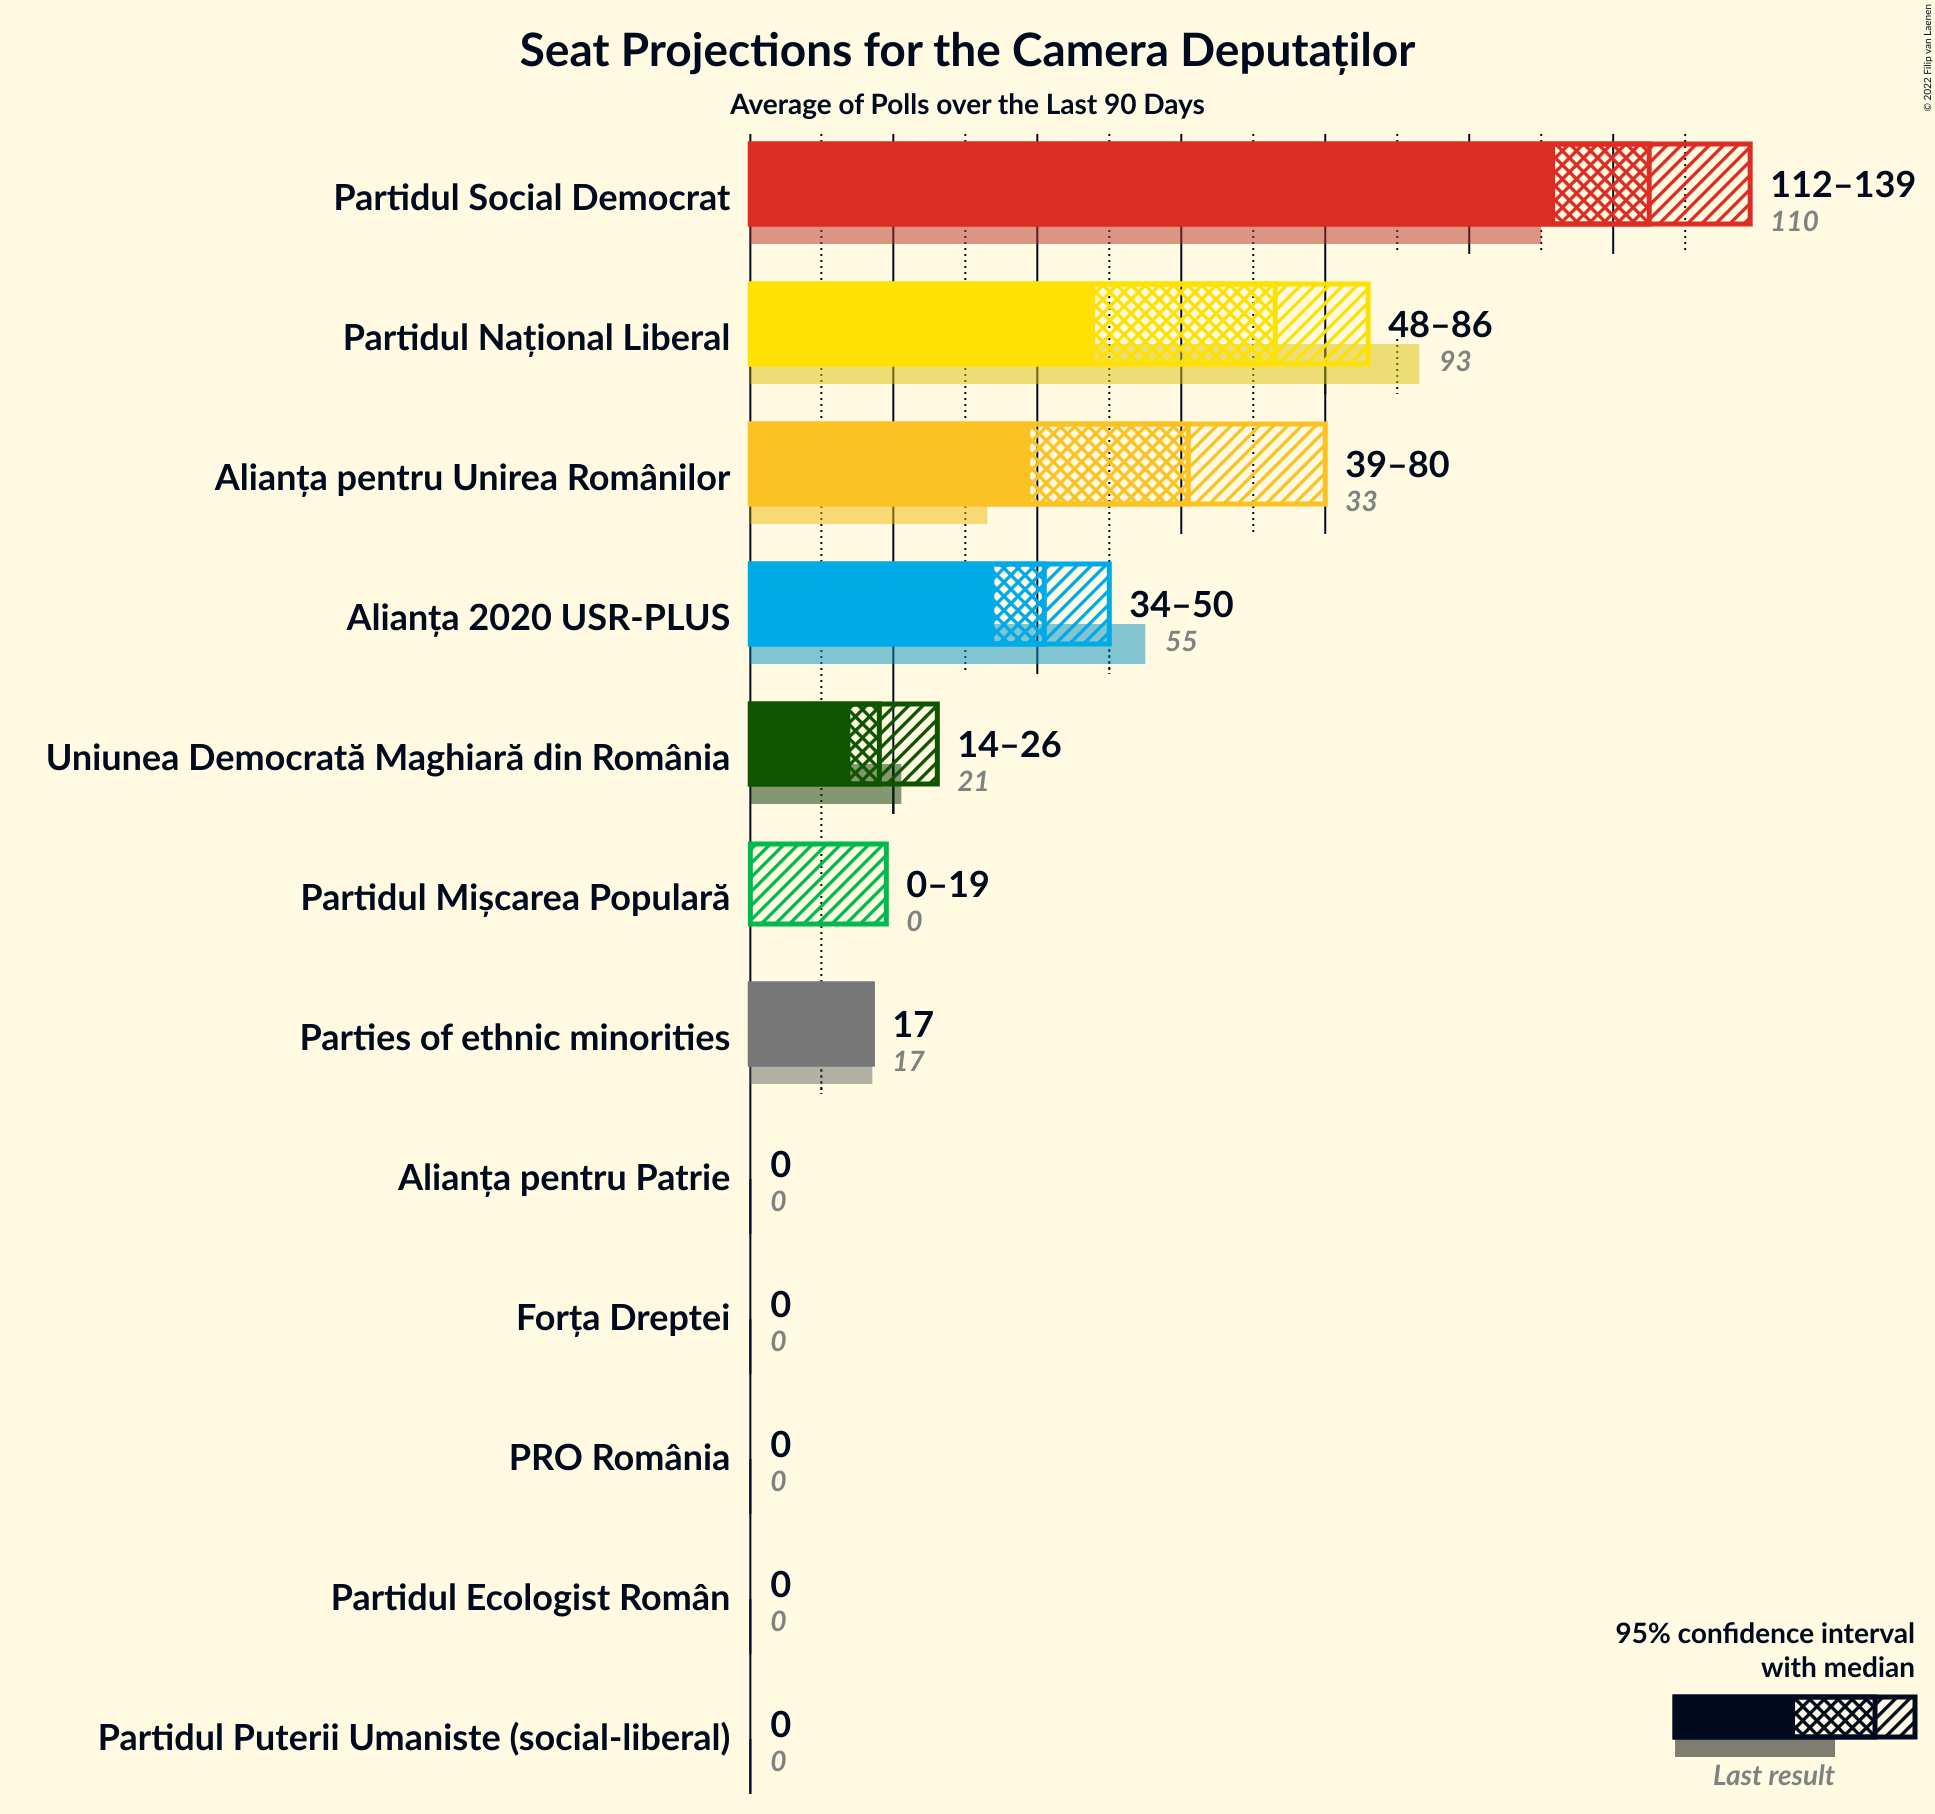 Seat Projections for the Camera Deputaților
Average of Polls over the Last 90 Days
© 2022 Filip van Laenen
Partidul Social Democrat
112–139
110
Partidul Național Liberal
48–86
93
Alianța pentru Unirea Românilor
39–80
33
Alianța 2020 USR-PLUS
34–50
55
Uniunea Democrată Maghiară din România
14–26
21
Partidul Mișcarea Populară
0–19
0
Parties of ethnic minorities
17
17
Alianța pentru Patrie
0
0
Forța Dreptei
0
0
PRO România
0
0
Partidul Ecologist Român
0
0
Partidul Puterii Umaniste (social-liberal)
0
0
95% confidence interval
with median
Last result